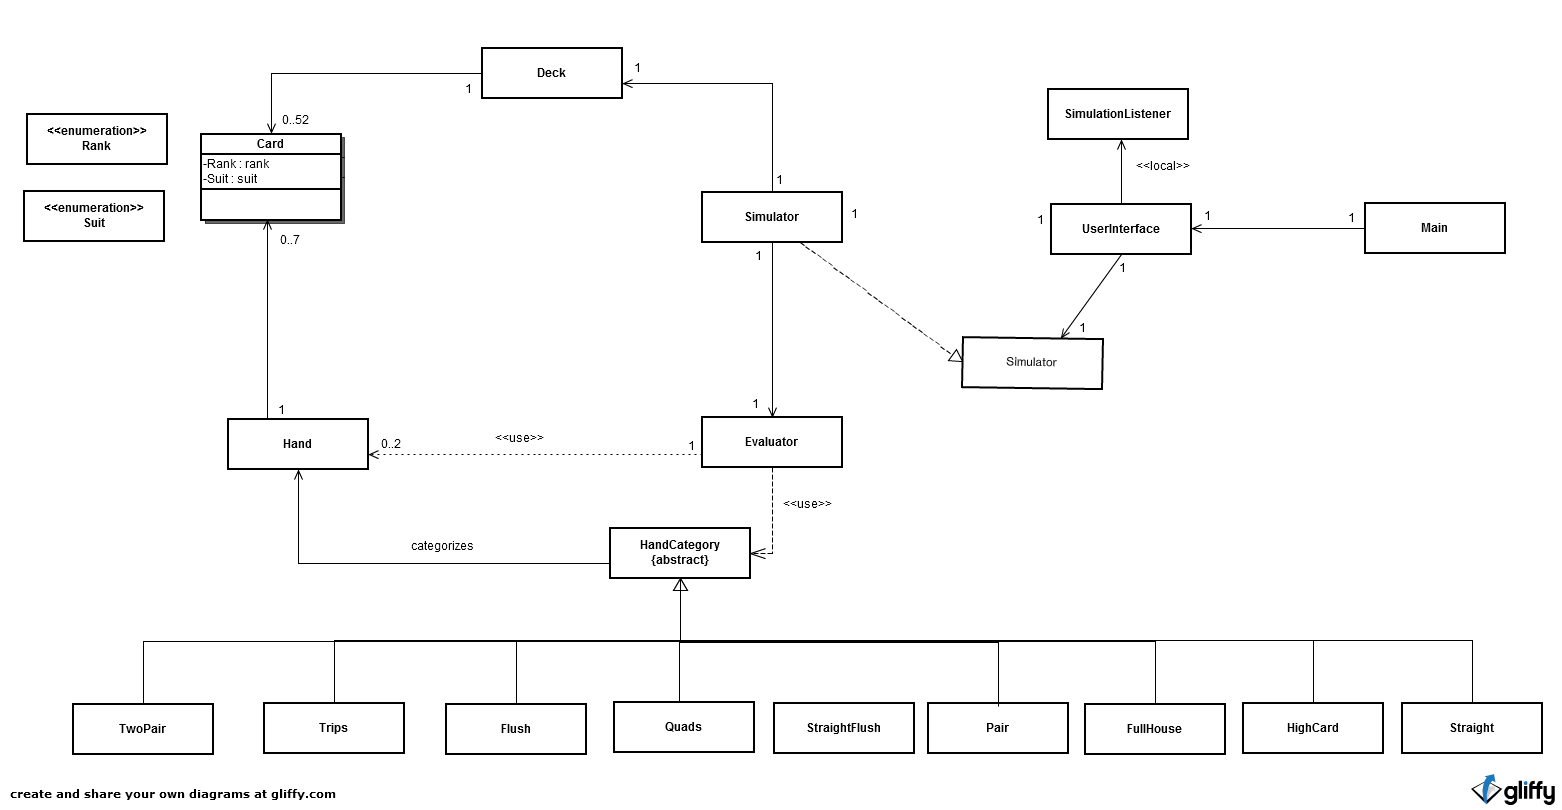 Deck
1
1
0..52
<<enumeration>>
Rank
Card
-Rank : rank
-Suit : suit
<<enumeration>>
Suit
0..7
SimulationListener
<<local>>
1
Simulator
1
1
UserInterface
1
1
1
Main
1
1
Simulator
1
1
Hand
0..2
<<use>>
1
Evaluator
<<use>>
categorizes
HandCategory
{abstract}
TwoPair
Trips
Flush
Quads
StraightFlush
Pair
FullHouse
HighCard
Straight
create and share your own diagrams at gliffy.com
gliffy